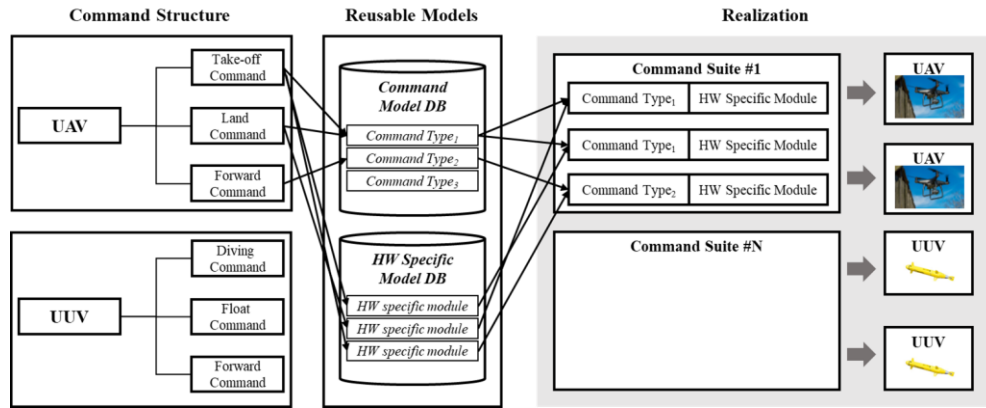 Command Structure
Reusable Models
Realization
UAV
Take-off
Command
Land
Command
Forward
Command
UUV
Diving
Command
Float
Command
Forward
Command
Command
Model DB
Command Type₁
Command Type₂
Command Type₃
HW Specific
Model DB
HW specific module
HW specific module
HW specific module
Command Suite #1
Command Type₁ HW Specific Module
Command Type₁ HW Specific Module
Command Type₂ HW Specific Module
Command Suite #N
UAV
UAV
UUV
UUV